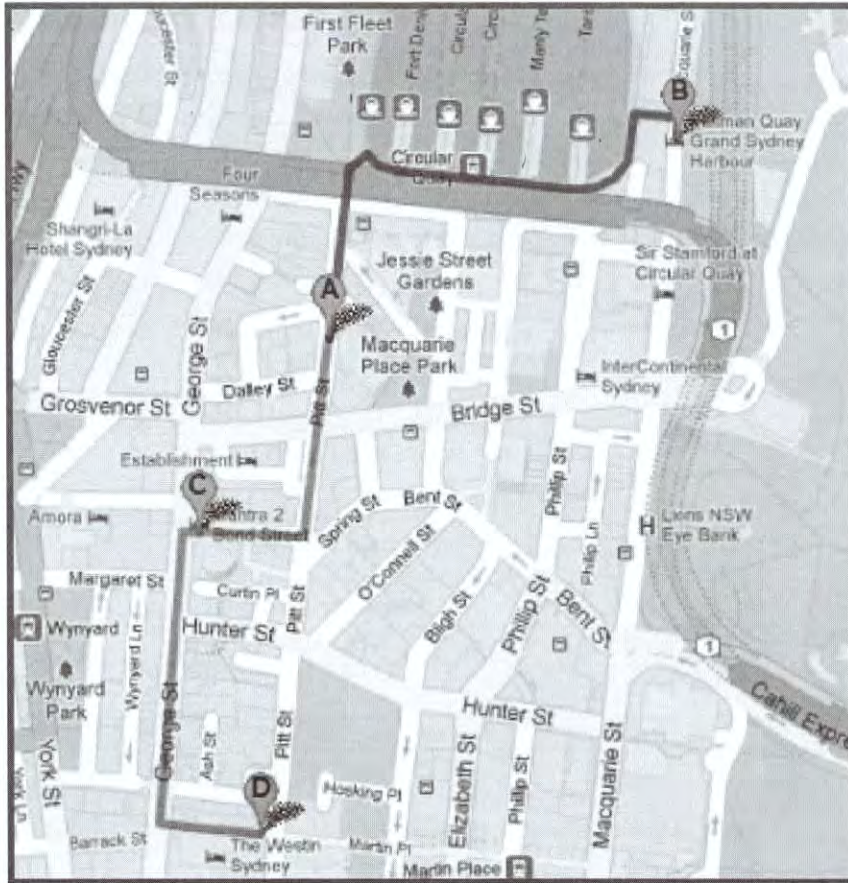 First Fleet
Park
Circular
Quay
B
Quay
Grand Sydney
Harbour
Four
Seasons
Shangri-La
Hotel Sydney
Jessie Street
Gardens
Sir Stamford at
Circular Quay
A
1
Gloucester St
George St
Macquarie
Place Park
InterContinental
Sydney
Dalley St
Pitt St
Grosvenor St
Bridge St
Establishment
Phillip St
C
Bent St
Amora
Bond Street
Spring St
Phillip Ln
H
Lions NSW
Eye Bank
Margaret St
O'Connell St
Curtin Pl
Pitt St
Bligh St
Phillip St
Bent St
Wynyard
Hunter St
1
Wynyard Ln
Wynyard
Park
Hunter St
Cahill Expre
George St
Ash St
Pitt St
York St
D
Hosking Pl
Elizabeth St
Phillip St
Macquarie St
York Ln
Barrack St
The Westin
Sydney
Martin Pl
Martin Place